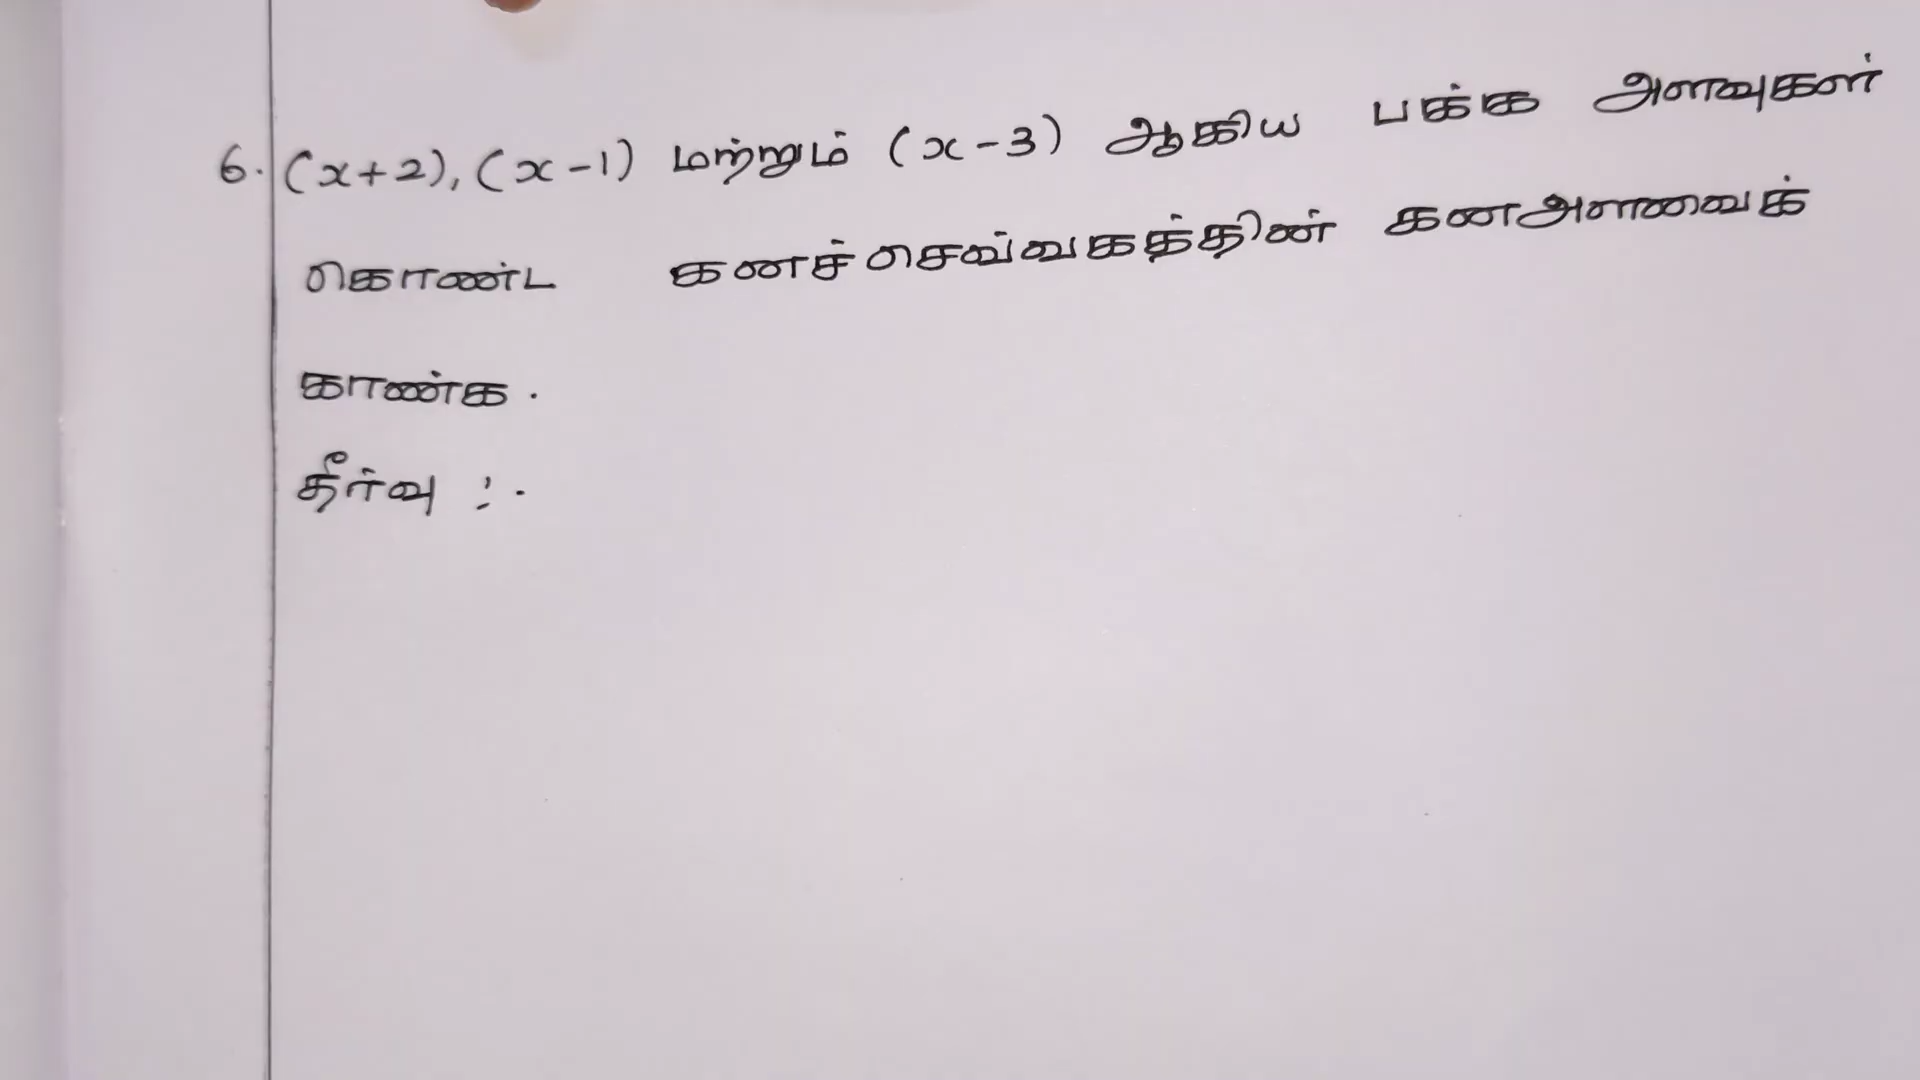 6. (x+2), (x-1) மற்றும் (x-3) ஆகிய பக்க அளவுகள்
கொண்ட கனச்செவ்வகத்தின் கனஅளவைக்
காண்க.
தீர்வு :.